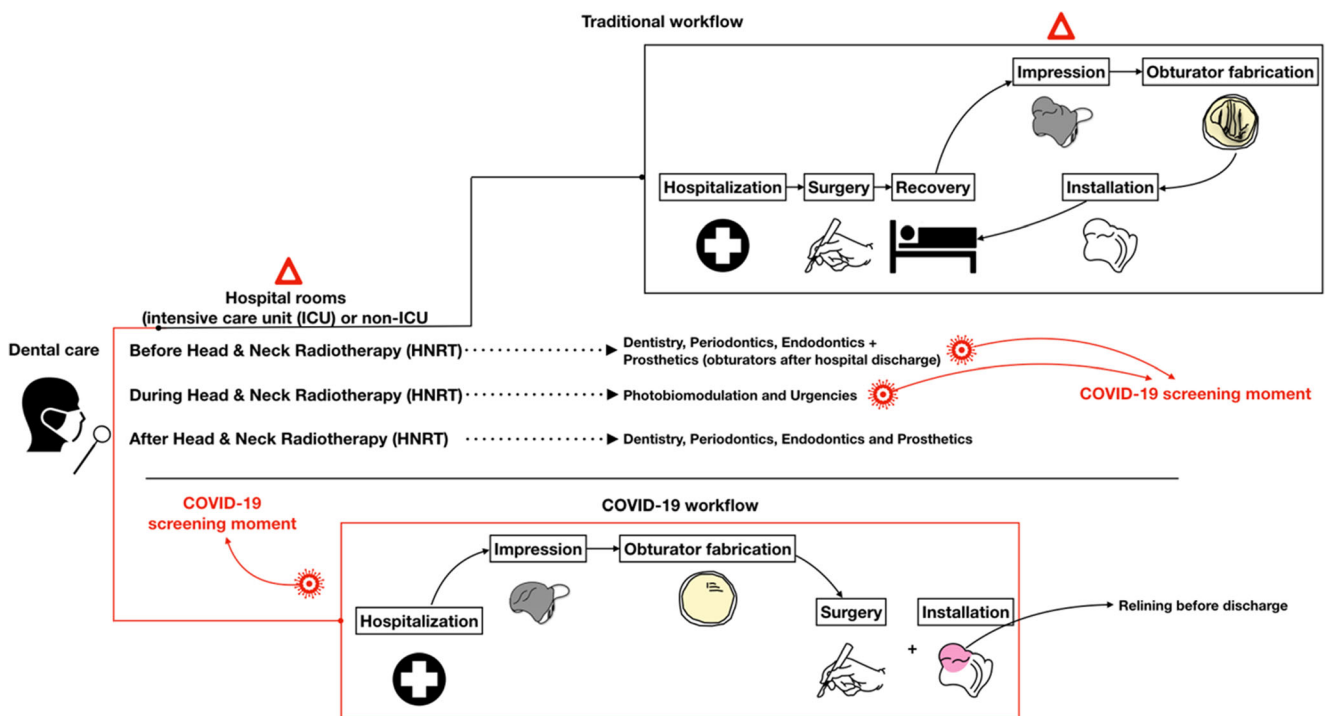 Traditional workflow
Impression
Obturator fabrication
Hospitalization
Surgery
Recovery
Installation
Hospital rooms
(intensive care unit (ICU) or non-ICU
Dental care
Before Head & Neck Radiotherapy (HNRT)
Dentistry, Periodontics, Endodontics +
Prosthetics (obturators after hospital discharge)
During Head & Neck Radiotherapy (HNRT)
Photobiomodulation and Urgencies
COVID-19 screening moment
After Head & Neck Radiotherapy (HNRT)
Dentistry, Periodontics, Endodontics and Prosthetics
COVID-19
screening moment
COVID-19 workflow
Impression
Obturator fabrication
Hospitalization
Surgery
+
Installation
Relining before discharge